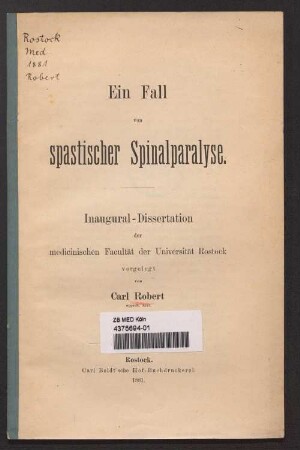 Rostock
Med
1881
Robert
Ein Fall
von
spastischer Spinalparalyse.
Inaugural-Dissertation
der
medicinischen Facultät der Universität Rostock
vorgelegt
von
Carl Robert
ZB MED Köln
4375694-01
Rostock.
Carl Boldt'sche Hof-Buchdruckerei.
1881.